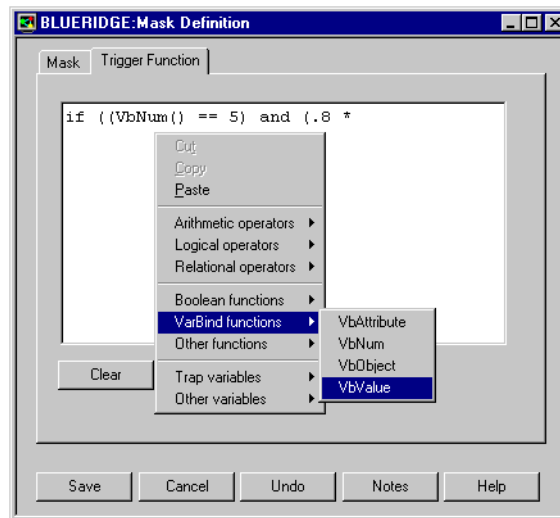 BLUERIDGE:Mask Definition
Mask
Trigger Function
if ((VbNum() == 5) and (.8 *
Cut
Copy
Paste
Arithmetic operators
Logical operators
Relational operators
Boolean functions
VarBind functions
Other functions
Trap variables
Other variables
VbAttribute
VbNum
VbObject
VbValue
Clear
Save
Cancel
Undo
Notes
Help